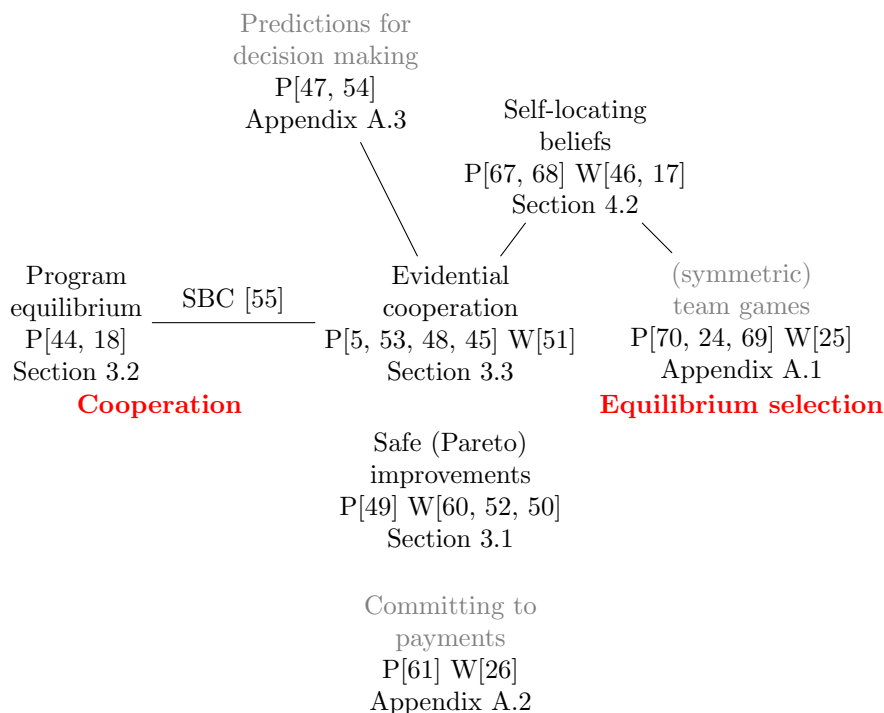 Predictions for
decision making
P[47, 54]
Appendix A.3
Self-locating
beliefs
P[67, 68] W[46, 17]
Section 4.2
Program
equilibrium
P[44, 18]
Section 3.2
SBC [55]
Evidential
cooperation
P[5, 53, 48, 45] W[51]
Section 3.3
(symmetric)
team games
P[70, 24, 69] W[25]
Appendix A.1
Cooperation
Equilibrium selection
Safe (Pareto)
improvements
P[49] W[60, 52, 50]
Section 3.1
Committing to
payments
P[61] W[26]
Appendix A.2